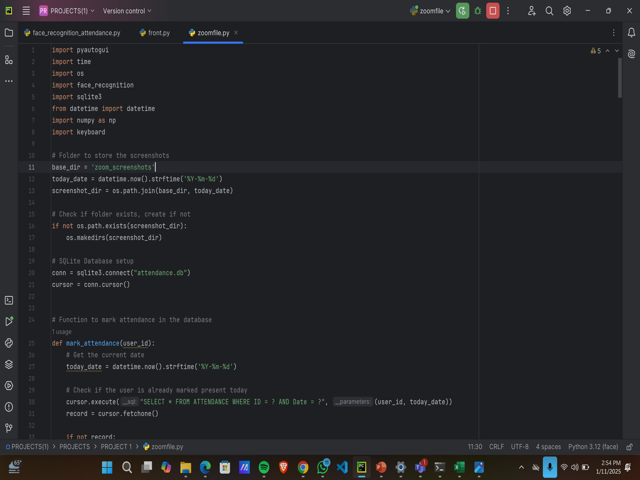 PR PROJECTS(1) Version control zoomfile
face_recognition_attendance.py front.py zoomfile.py
1 import pyautogui 5
2 import time
3 import os
4 import face_recognition
5 import sqlite3
6 from datetime import datetime
7 import numpy as np
8 import keyboard
9
10 # Folder to store the screenshots
11 base_dir = 'zoom_screenshots'
12 today_date = datetime.now().strftime('%Y-%m-%d')
13 screenshot_dir = os.path.join(base_dir, today_date)
14
15 # Check if folder exists, create if not
16 if not os.path.exists(screenshot_dir):
17 os.makedirs(screenshot_dir)
18
19 # SQLite Database setup
20 conn = sqlite3.connect("attendance.db")
21 cursor = conn.cursor()
22
23
24 # Function to mark attendance in the database
1 usage
25 def mark_attendance(user_id):
26 # Get the current date
27 today_date = datetime.now().strftime('%Y-%m-%d')
28
29 # Check if the user is already marked present today
30 cursor.execute( __sql: "SELECT * FROM ATTENDANCE WHERE ID = ? AND Date = ?", __parameters: (user_id, today_date))
31 record = cursor.fetchone()
32
if not record:
PROJECTS(1) PROJECTS PROJECT 1 zoomfile.py 11:30 CRLF UTF-8 4 spaces Python 3.12 (face)
65° 2:54 PM
1/11/2025